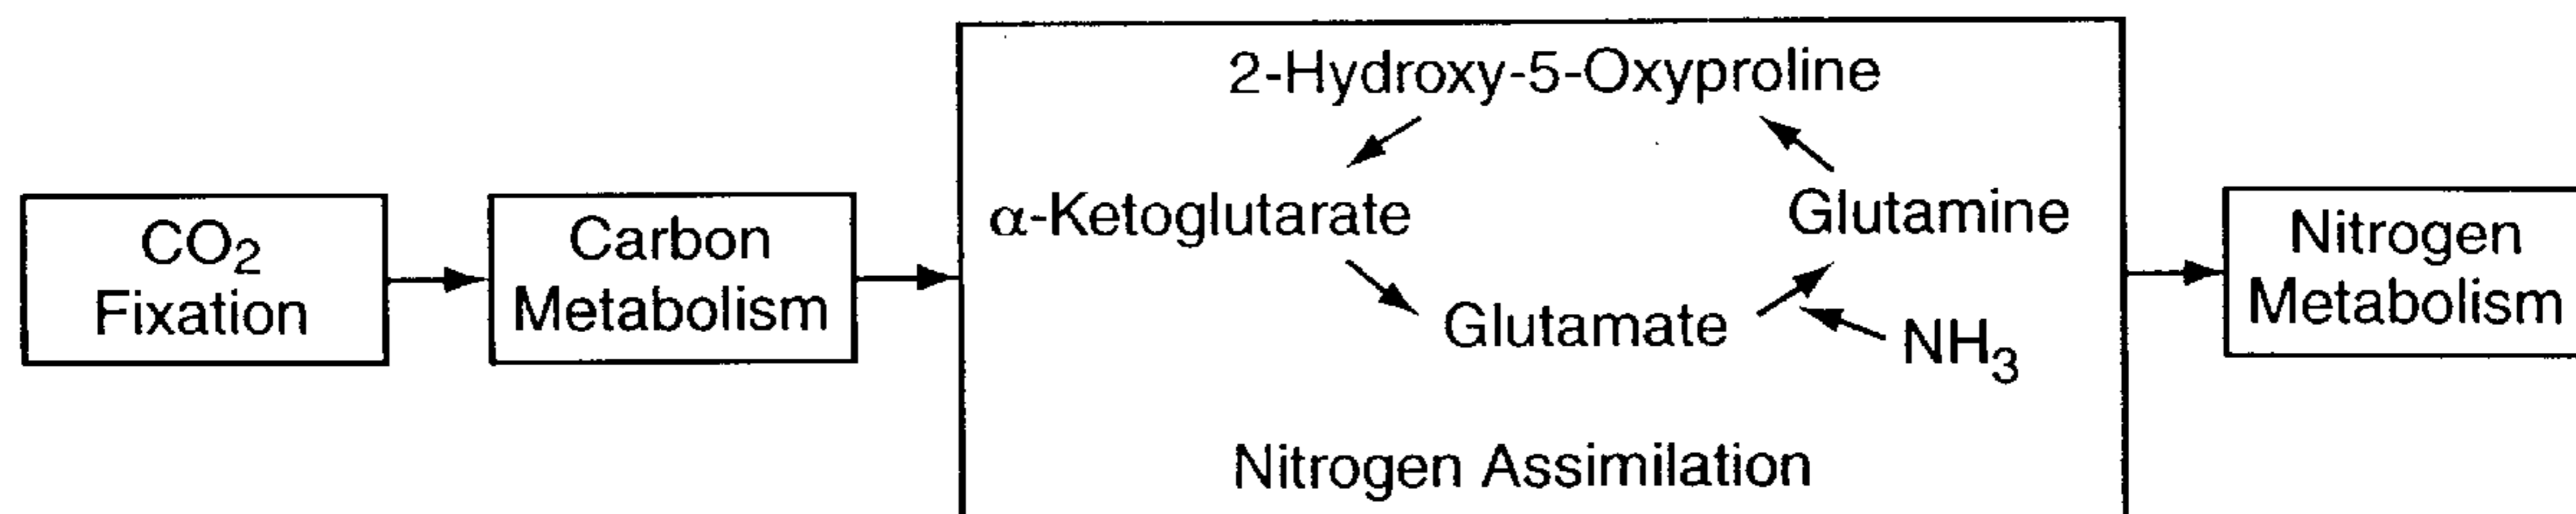 CO₂
Fixation
Carbon
Metabolism
2-Hydroxy-5-Oxyproline
α-Ketoglutarate
Glutamine
Glutamate
NH₃
Nitrogen Assimilation
Nitrogen
Metabolism